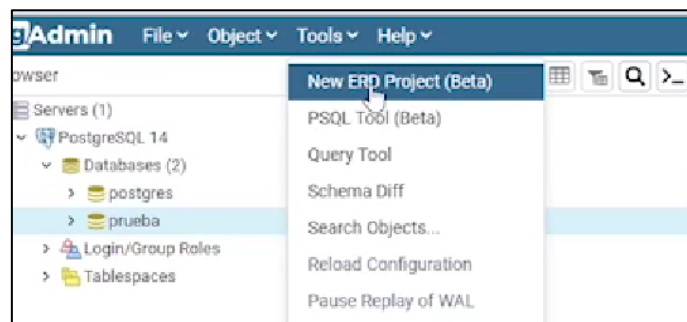 gAdmin File Object Tools Help
owser
Servers (1)
PostgreSQL 14
Databases (2)
postgres
prueba
Login/Group Roles
Tablespaces
New ERD Project (Beta)
PSQL Tool (Beta)
Query Tool
Schema Diff
Search Objects...
Reload Configuration
Pause Replay of WAL